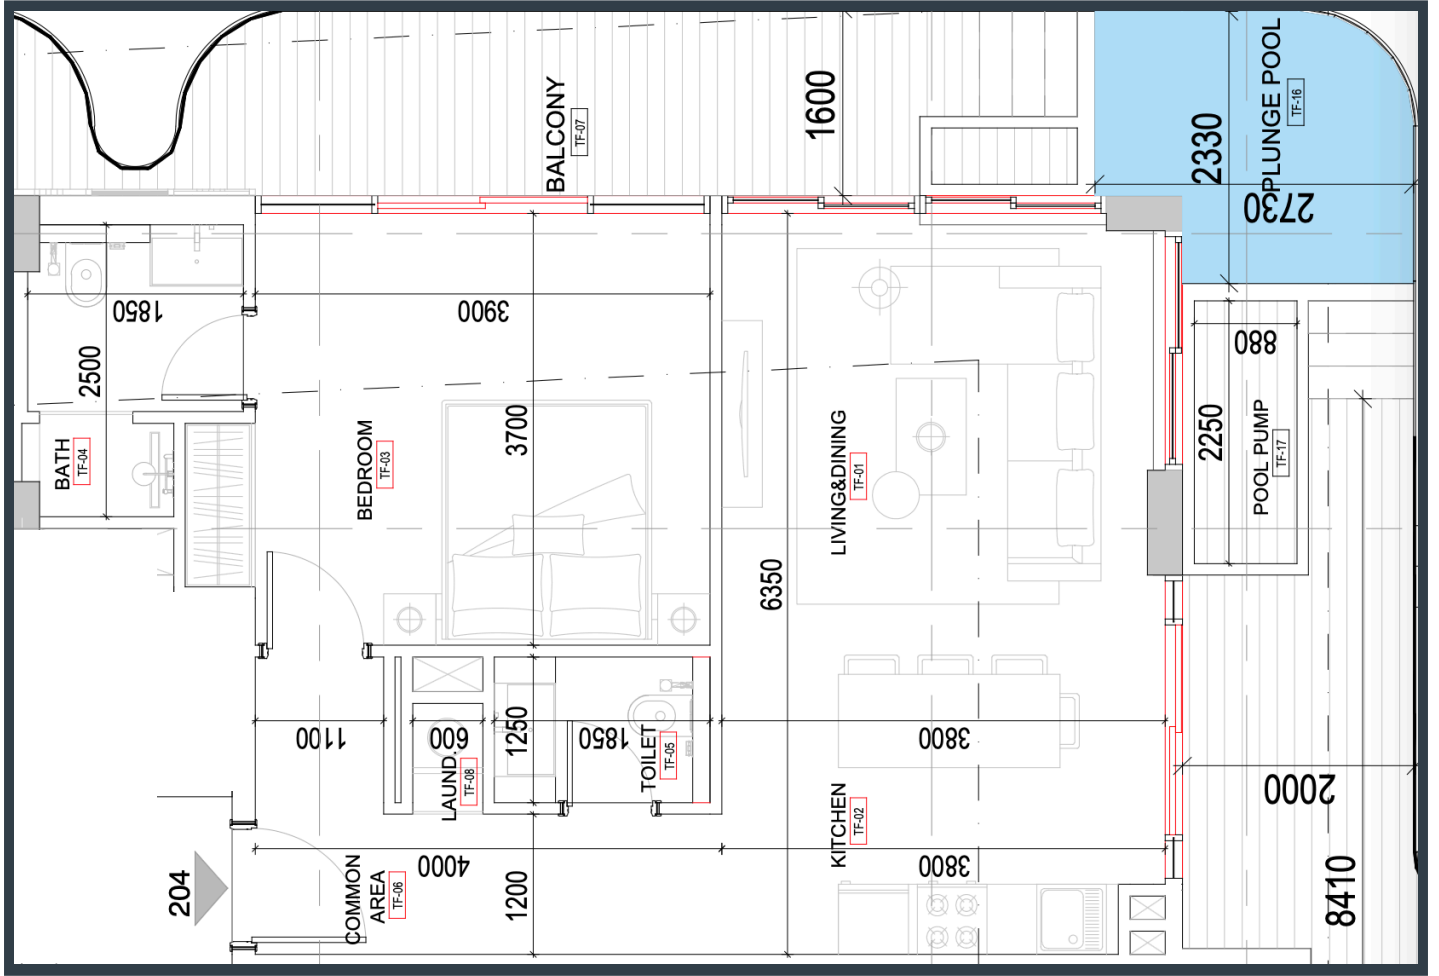 BALCONY
TF-07
1600
PLUNGE POOL
TF-16
2330
2730
1850
3900
880
2500
BATH
TF-04
BEDROOM
TF-03
3700
LIVING&DINING
TF-01
2250
POOL PUMP
TF-17
6350
1100
600
1250
1850
3800
LAUND.
TF-08
TOILET
TF-05
2000
KITCHEN
TF-02
4000
3800
204
COMMON
AREA
TF-06
1200
8410